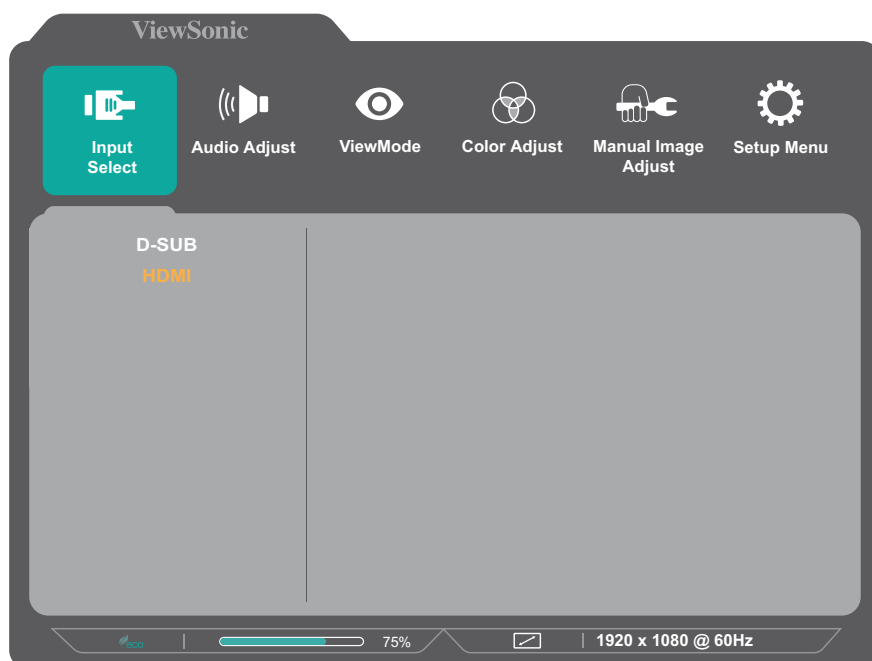 ViewSonic
Input
Select
Audio Adjust
ViewMode
Color Adjust
Manual Image
Adjust
Setup Menu
D-SUB
HDMI
eco
75%
1920 x 1080 @ 60Hz